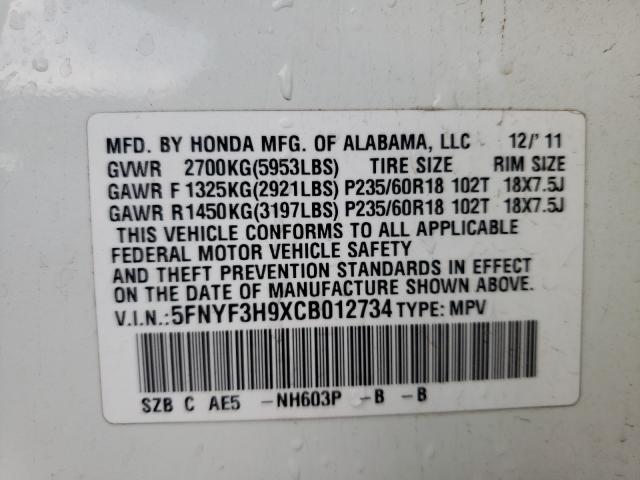 MFD. BY HONDA MFG. OF ALABAMA, LLC 12/'11
GVWR 2700KG(5953LBS) TIRE SIZE RIM SIZE
GAWR F 1325KG(2921LBS) P235/60R18 102T 18X7.5J
GAWR R1450KG(3197LBS) P235/60R18 102T 18X7.5J
THIS VEHICLE CONFORMS TO ALL APPLICABLE
FEDERAL MOTOR VEHICLE SAFETY
AND THEFT PREVENTION STANDARDS IN EFFECT
ON THE DATE OF MANUFACTURE SHOWN ABOVE.
V.I.N.:5FNYF3H9XCB012734 TYPE: MPV
SZB C AE5 -NH603P -B -B